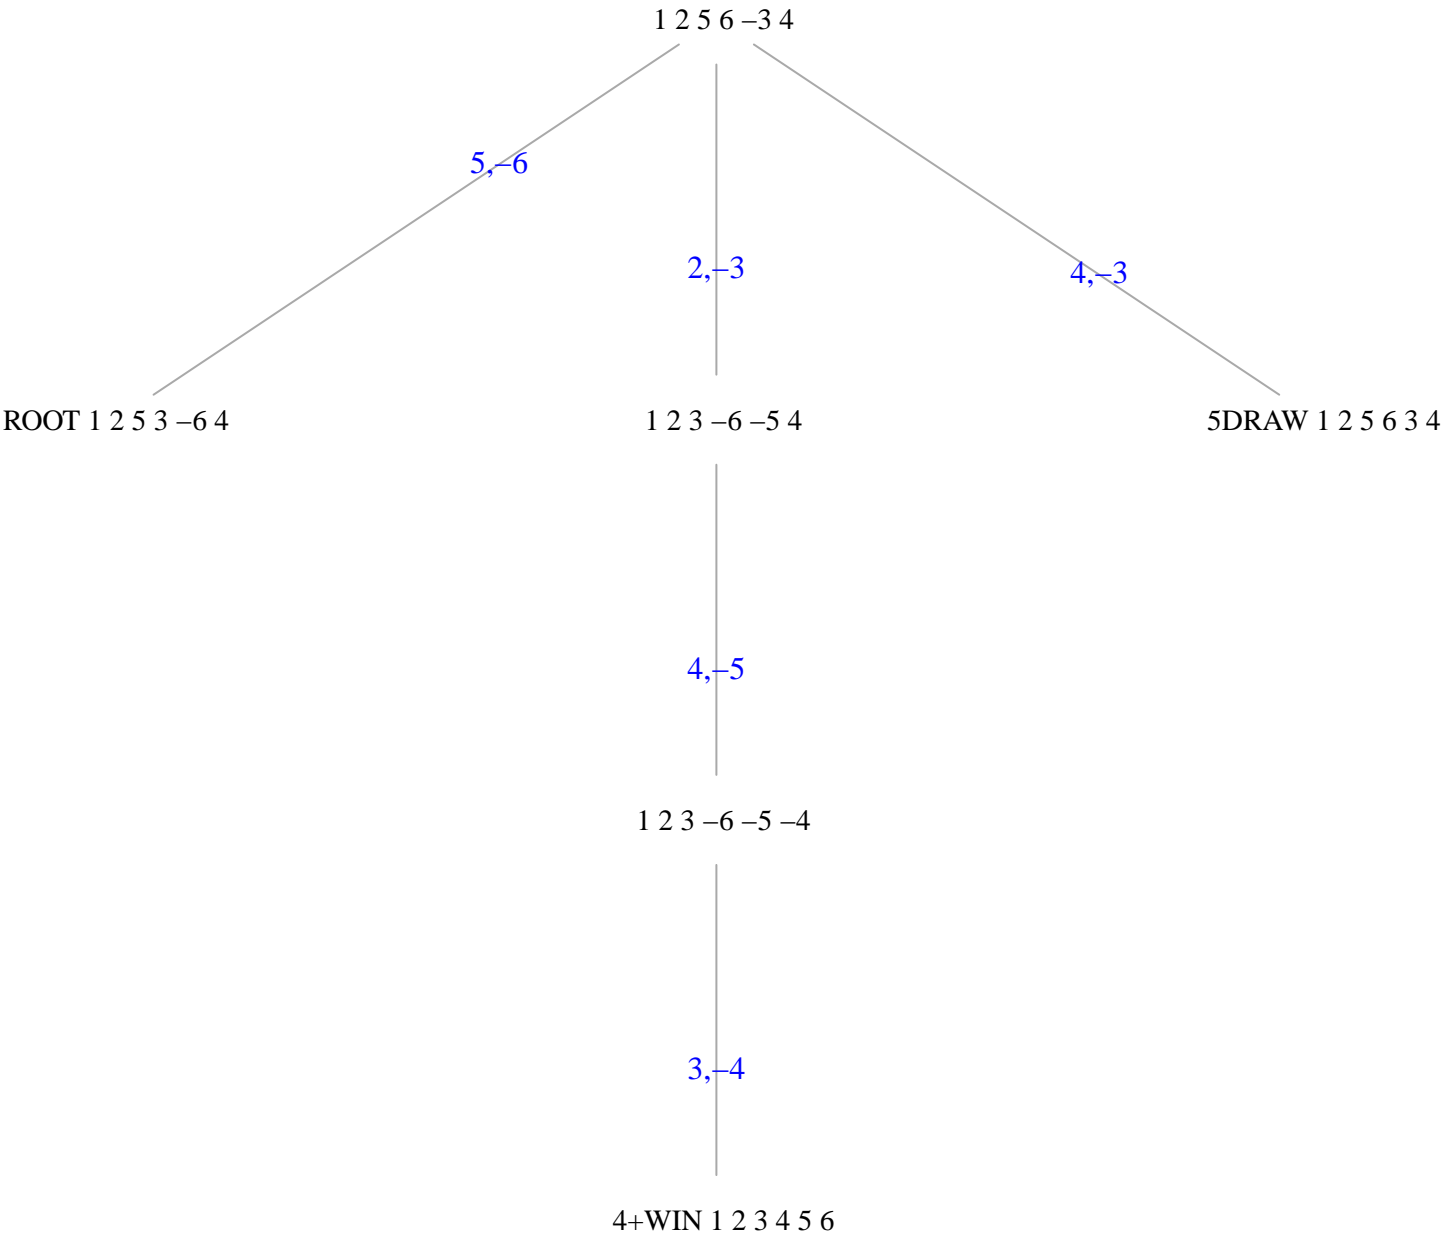 1 2 5 6 –3 4
5,–6
2,–3
4,–3
ROOT 1 2 5 3 –6 4
1 2 3 –6 –5 4
5DRAW 1 2 5 6 3 4
4,–5
1 2 3 –6 –5 –4
3,–4
4+WIN 1 2 3 4 5 6